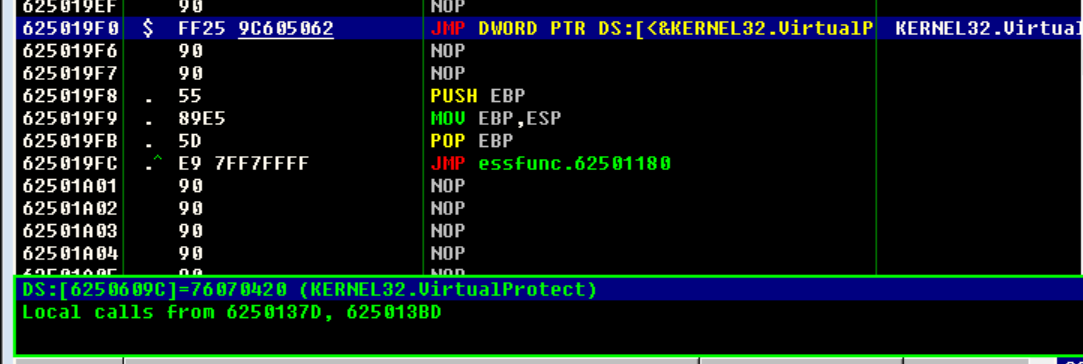 625019EF 90 NOP
625019F0 $ FF25 9C605062 JMP DWORD PTR DS:[<&KERNEL32.VirtualP KERNEL32.Virtual
625019F6 90 NOP
625019F7 90 NOP
625019F8 . 55 PUSH EBP
625019F9 . 89E5 MOV EBP,ESP
625019FB . 5D POP EBP
625019FC .^ E9 7FF7FFFF JMP essfunc.62501180
62501A01 90 NOP
62501A02 90 NOP
62501A03 90 NOP
62501A04 90 NOP
62501A05 90 NOP
DS:[6250609C]=76070420 (KERNEL32.VirtualProtect)
Local calls from 6250137D, 625013BD